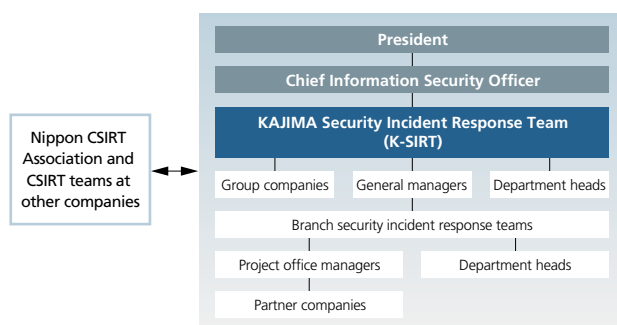 President
Chief Information Security Officer
KAJIMA Security Incident Response Team
(K-SIRT)
Nippon CSIRT
Association and
CSIRT teams at
other companies
Group companies
General managers
Department heads
Branch security incident response teams
Project office managers
Department heads
Partner companies